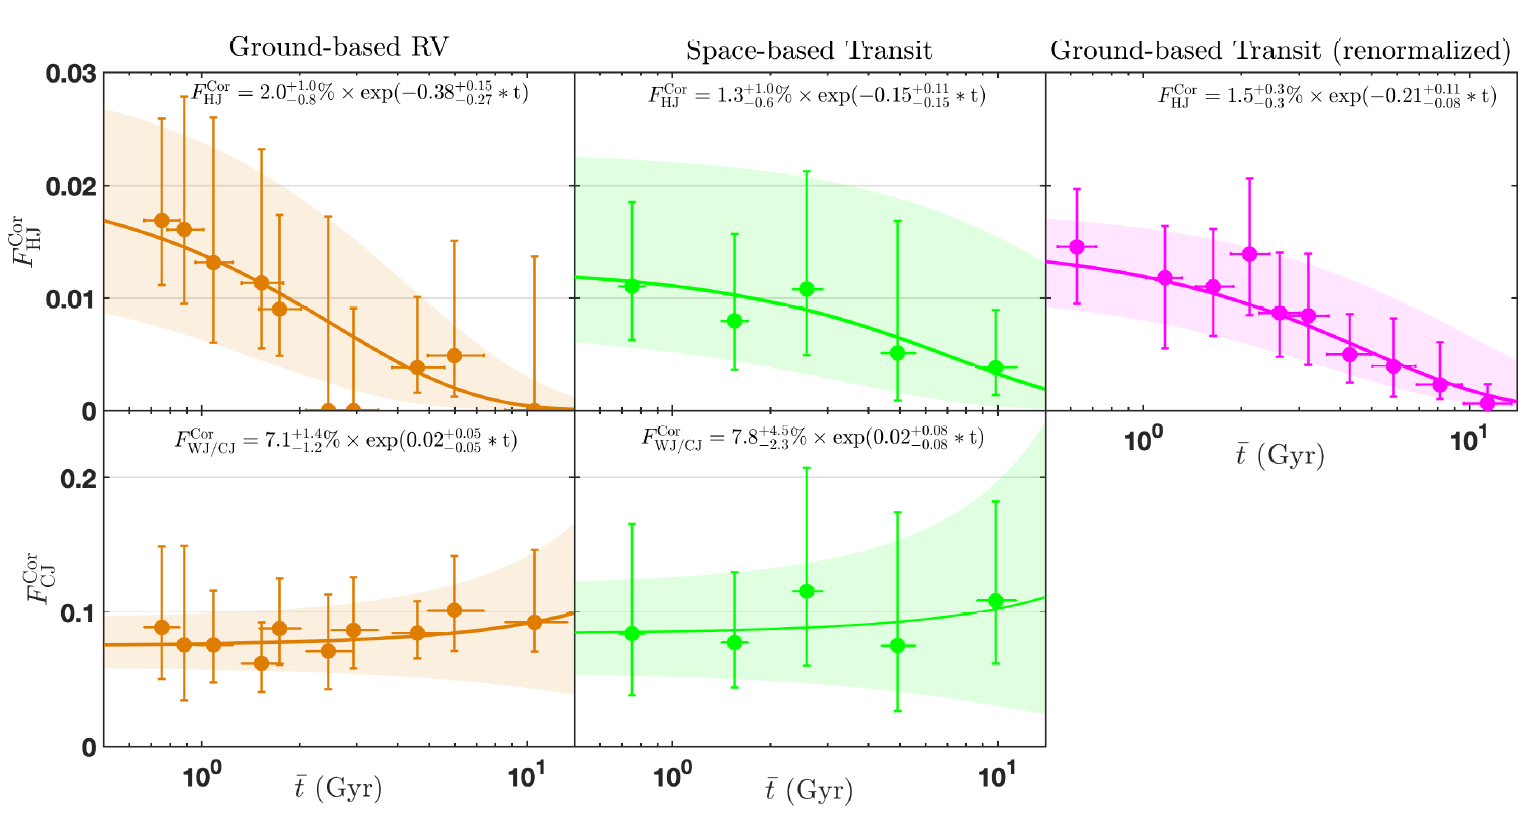 Ground-based RV
Space-based Transit
Ground-based Transit (renormalized)
0.03
0.02
0.01
0
F_HJ^Cor
F_HJ^Cor = 2.0^{+1.0}_{−0.8}% × exp(−0.38^{+0.15}_{−0.27} * t)
F_HJ^Cor = 1.3^{+1.0}_{−0.6}% × exp(−0.15^{+0.11}_{−0.15} * t)
F_HJ^Cor = 1.5^{+0.3}_{−0.3}% × exp(−0.21^{+0.11}_{−0.08} * t)
10^0
10^1
t̄ (Gyr)
F_WJ/CJ^Cor = 7.1^{+1.4}_{−1.2}% × exp(0.02^{+0.05}_{−0.05} * t)
F_WJ/CJ^Cor = 7.8^{+4.5}_{−2.3}% × exp(0.02^{+0.08}_{−0.08} * t)
0.2
0.1
0
F_CJ^Cor
10^0
10^1
t̄ (Gyr)
10^0
10^1
t̄ (Gyr)